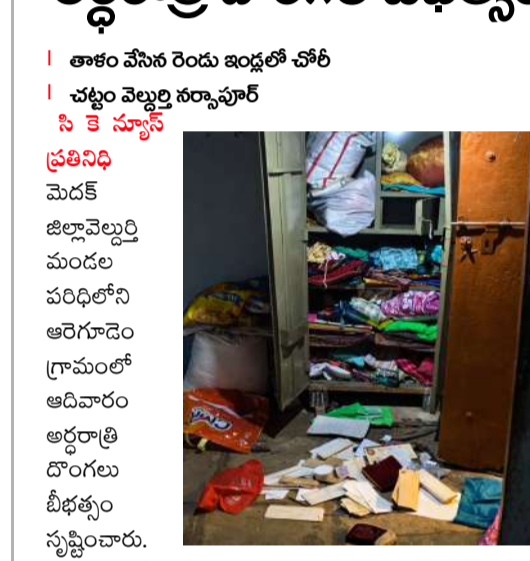 తాళం వేసిన రెండు ఇండ్లలో చోరీ
చట్టం వెల్దుర్తి నర్సాపూర్
సి కె న్యూస్
ప్రతినిధి
మెదక్
జిల్లావెల్దుర్తి
మండల
పరిధిలోని
ఆరెగూడెం
గ్రామంలో
ఆదివారం
అర్ధరాత్రి
దొంగలు
బీభత్సం
సృష్టించారు.